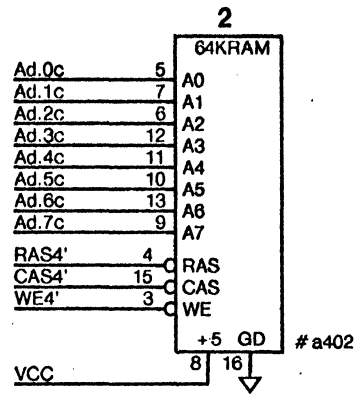 2
64KRAM
Ad.0c 5 A0
Ad.1c 7 A1
Ad.2c 6 A2
Ad.3c 12 A3
Ad.4c 11 A4
Ad.5c 10 A5
Ad.6c 13 A6
Ad.7c 9 A7
RAS4' 4 RAS
CAS4' 15 CAS
WE4' 3 WE
+5 GD #a402
8 16
VCC